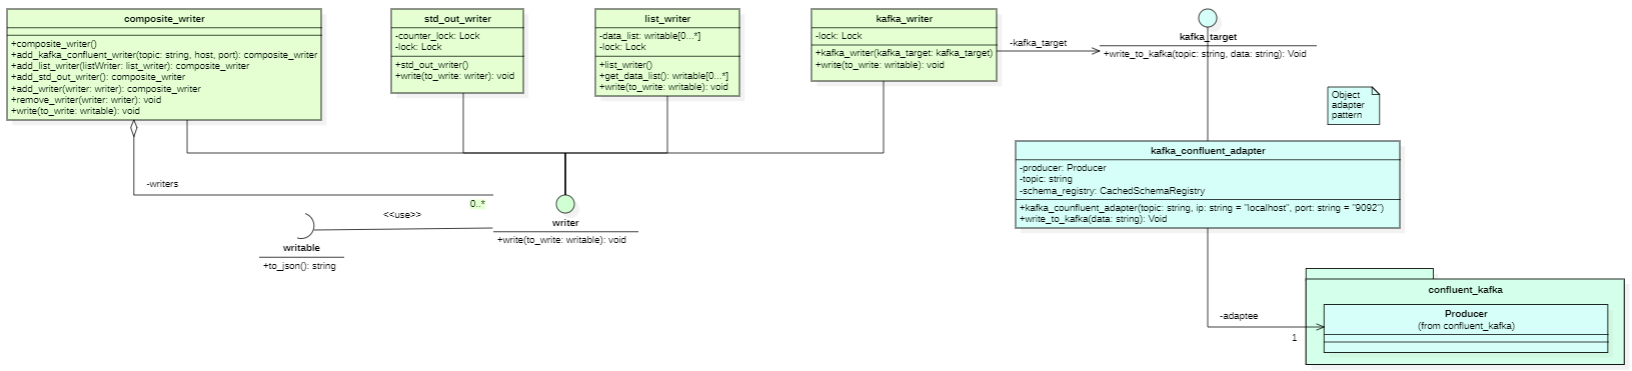 composite_writer
+composite_writer()
+add_kafka_confluent_writer(topic: string, host, port): composite_writer
+add_list_writer(listWriter: list_writer): composite_writer
+add_std_out_writer(): composite_writer
+add_writer(writer: writer): composite_writer
+remove_writer(writer: writer): void
+write(to_write: writable): void
std_out_writer
-counter_lock: Lock
-lock: Lock
+std_out_writer()
+write(to_write: writer): void
list_writer
-data_list: writable[0...*]
-lock: Lock
+list_writer()
+get_data_list(): writable[0...*]
+write(to_write: writable): void
kafka_writer
-lock: Lock
+kafka_writer(kafka_target: kafka_target)
+write(to_write: writable): void
-kafka_target
kafka_target
+write_to_kafka(topic: string, data: string): Void
Object
adapter
pattern
kafka_confluent_adapter
-producer: Producer
-topic: string
-schema_registry: CachedSchemaRegistry
+kafka_counfluent_adapter(topic: string, ip: string = "localhost", port: string = "9092")
+write_to_kafka(data: string): Void
-writers
0..*
<<use>>
writer
+write(to_write: writable): void
writable
+to_json(): string
-adaptee
1
confluent_kafka
Producer
(from confluent_kafka)